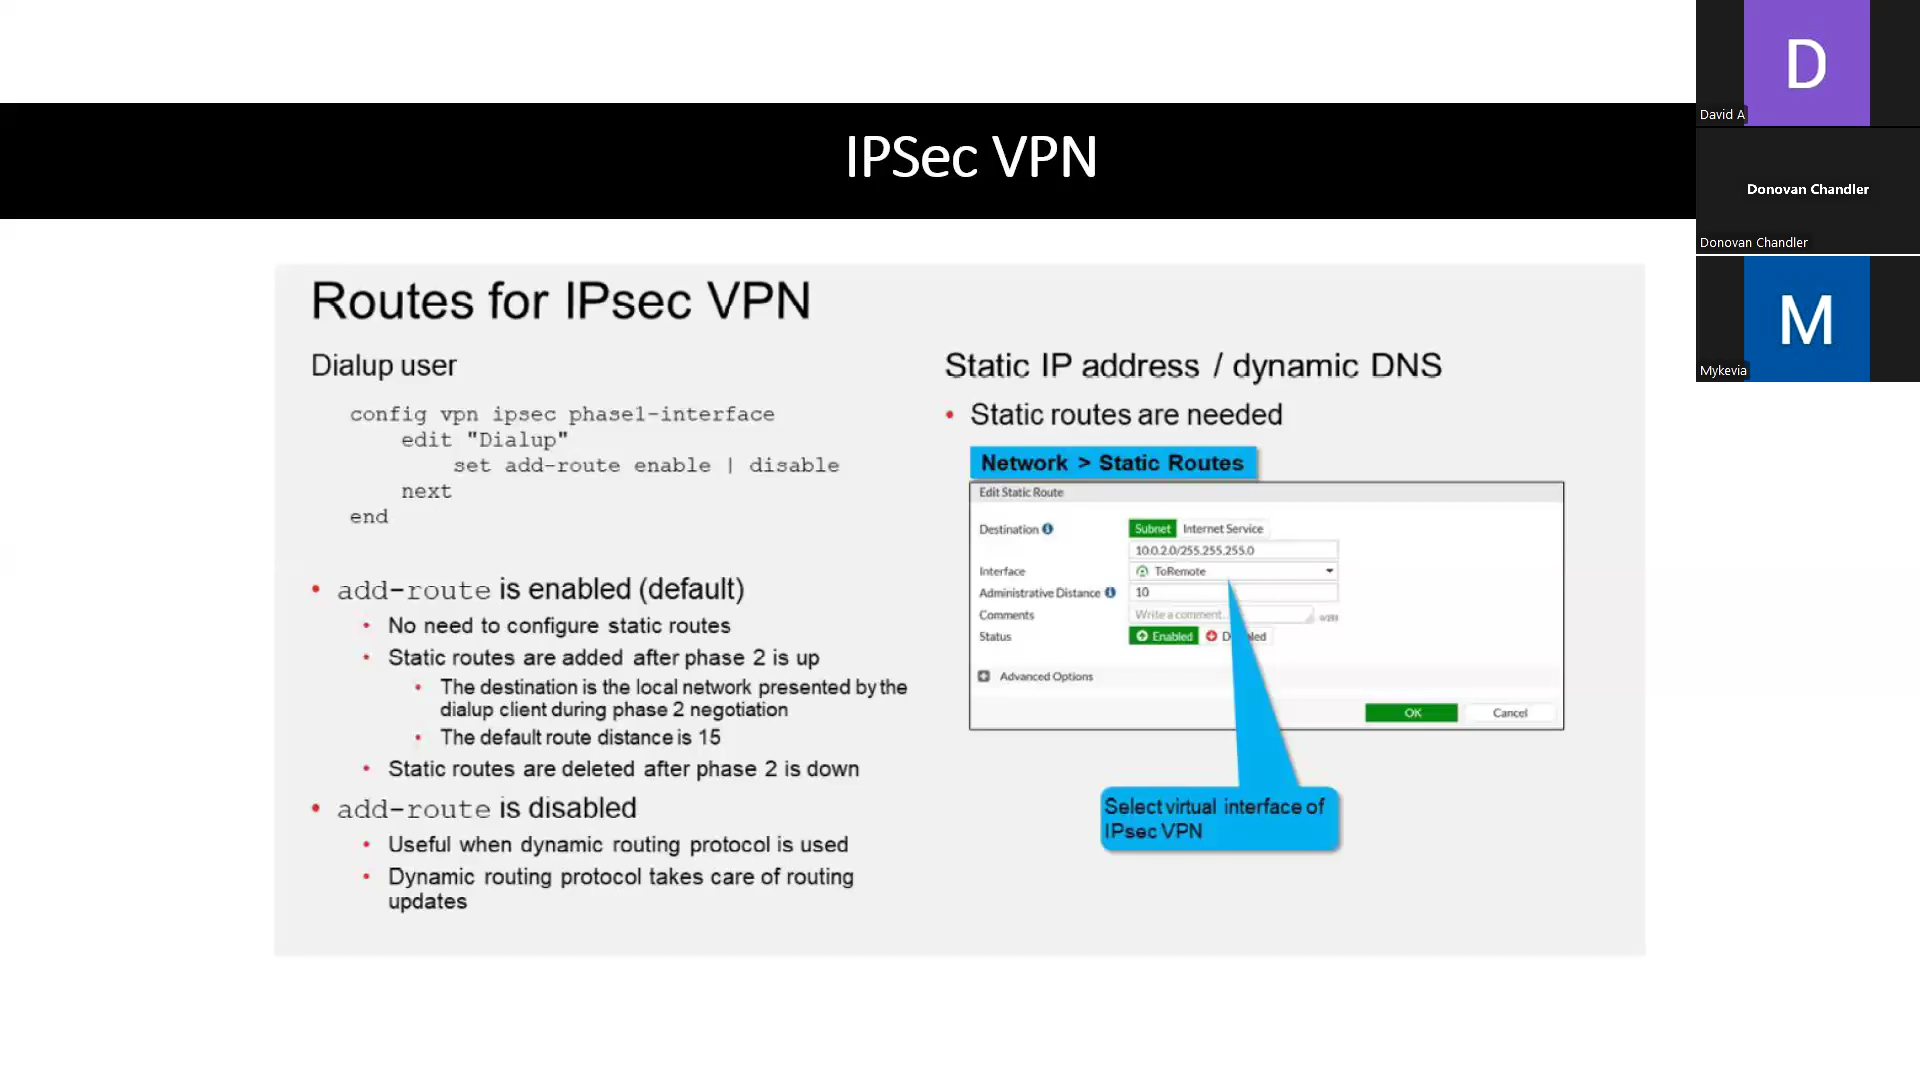 IPSec VPN
Routes for IPsec VPN
Dialup user
config vpn ipsec phase1-interface
edit "Dialup"
set add-route enable | disable
next
end
• add-route is enabled (default)
• No need to configure static routes
• Static routes are added after phase 2 is up
• The destination is the local network presented by the
dialup client during phase 2 negotiation
• The default route distance is 15
• Static routes are deleted after phase 2 is down
• add-route is disabled
• Useful when dynamic routing protocol is used
• Dynamic routing protocol takes care of routing
updates
Static IP address / dynamic DNS
• Static routes are needed
Network > Static Routes
Edit Static Route
Destination Subnet Internet Service
10.0.2.0/255.255.255.0
Interface ToRemote
Administrative Distance 10
Comments Write a comment... 0/255
Status Enabled
Advanced Options
OK Cancel
Select virtual interface of
IPsec VPN
D
David A
Donovan Chandler
Donovan Chandler
M
Mykevia